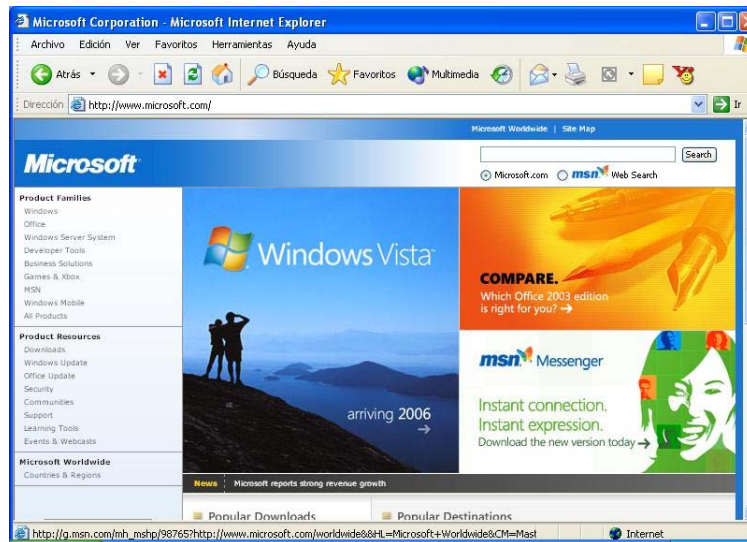 Microsoft Corporation - Microsoft Internet Explorer
Archivo Edición Ver Favoritos Herramientas Ayuda
Atrás Búsqueda Favoritos Multimedia
Dirección http://www.microsoft.com/ Ir
Microsoft Worldwide | Site Map
Microsoft
Search
Microsoft.com msn Web Search
Product Families
Windows
Office
Windows Server System
Developer Tools
Business Solutions
Games & Xbox
MSN
Windows Mobile
All Products
Product Resources
Downloads
Windows Update
Office Update
Security
Communities
Support
Learning Tools
Events & Webcasts
Microsoft Worldwide
Countries & Regions
Windows Vista
arriving 2006
COMPARE.
Which Office 2003 edition
is right for you?
msn Messenger
Instant connection.
Instant expression.
Download the new version today
News Microsoft reports strong revenue growth
Popular Downloads Popular Destinations
http://g.msn.com/mh_mshp/98765?http://www.microsoft.com/worldwide&&HL=Microsoft+Worldwide&CM=Mast Internet